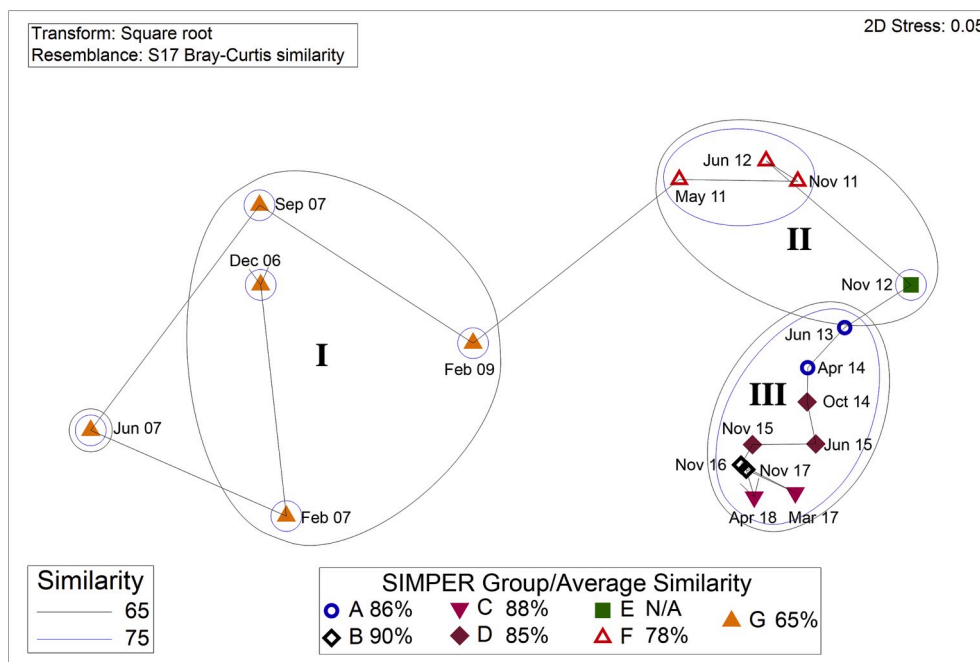 Transform: Square root
Resemblance: S17 Bray-Curtis similarity
2D Stress: 0.05
Jun 12
Nov 11
May 11
Sep 07
II
Dec 06
Nov 12
Jun 13
I
Feb 09
Apr 14
III
Oct 14
Jun 07
Nov 15
Jun 15
Nov 16
Nov 17
Feb 07
Apr 18
Mar 17
Similarity
65
75
SIMPER Group/Average Similarity
A 86% C 88% E N/A G 65%
B 90% D 85% F 78%